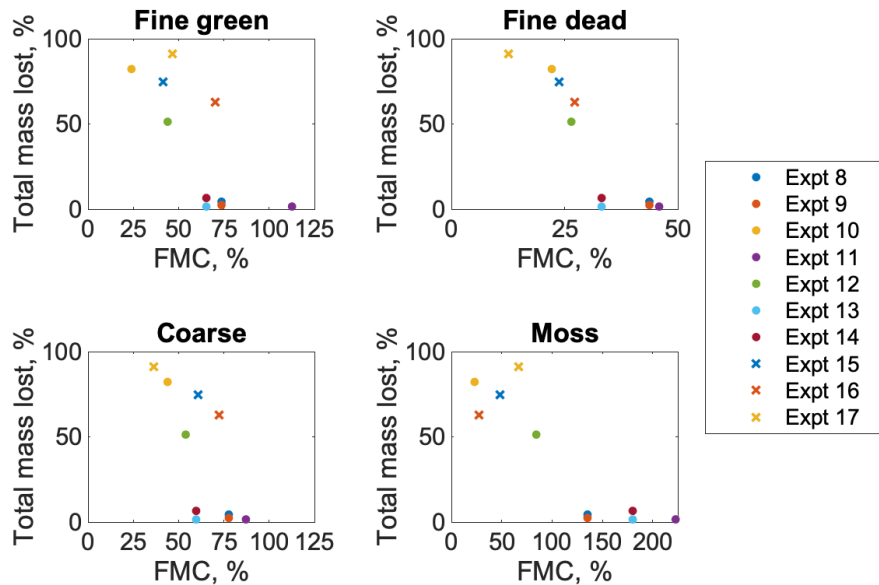 Fine green
Total mass lost, %
100
50
0
0 25 50 75 100 125
FMC, %
Fine dead
Total mass lost, %
100
50
0
0 25 50
FMC, %
Coarse
Total mass lost, %
100
50
0
0 25 50 75 100 125
FMC, %
Moss
Total mass lost, %
100
50
0
0 50 100 150 200
FMC, %
Expt 8
Expt 9
Expt 10
Expt 11
Expt 12
Expt 13
Expt 14
Expt 15
Expt 16
Expt 17